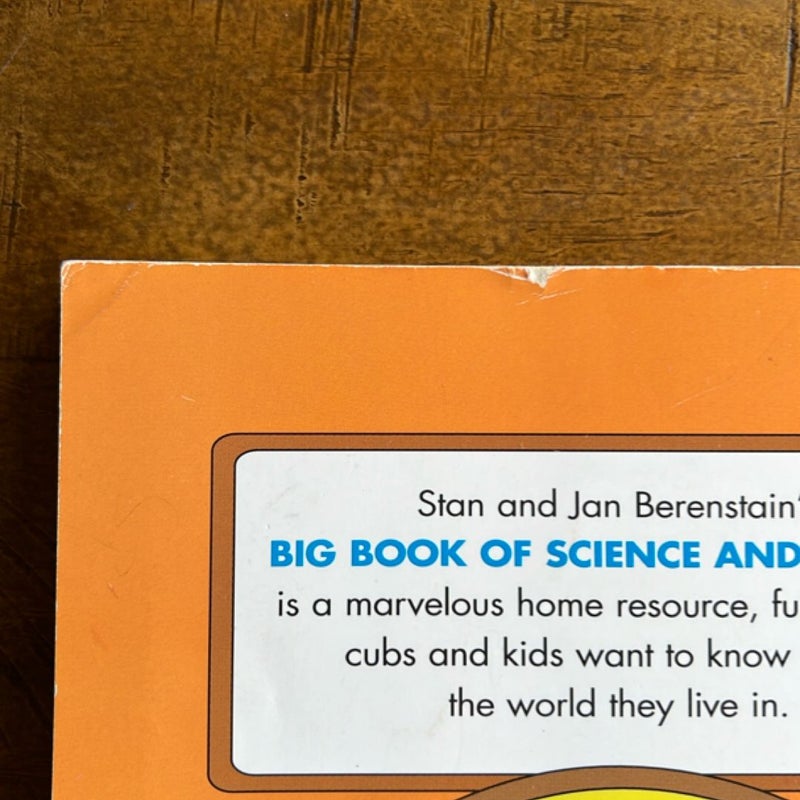 Stan and Jan Berenstain'
BIG BOOK OF SCIENCE AND
is a marvelous home resource, fu
cubs and kids want to know
the world they live in.